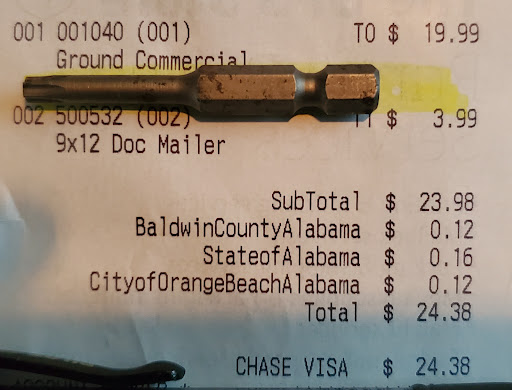 001 001040 (001) TO $ 19.99
Ground Commercial
002 500532 (002) T1 $ 3.99
9x12 Doc Mailer
SubTotal $ 23.98
BaldwinCountyAlabama $ 0.12
StateofAlabama $ 0.16
CityofOrangeBeachAlabama $ 0.12
Total $ 24.38
CHASE VISA $ 24.38